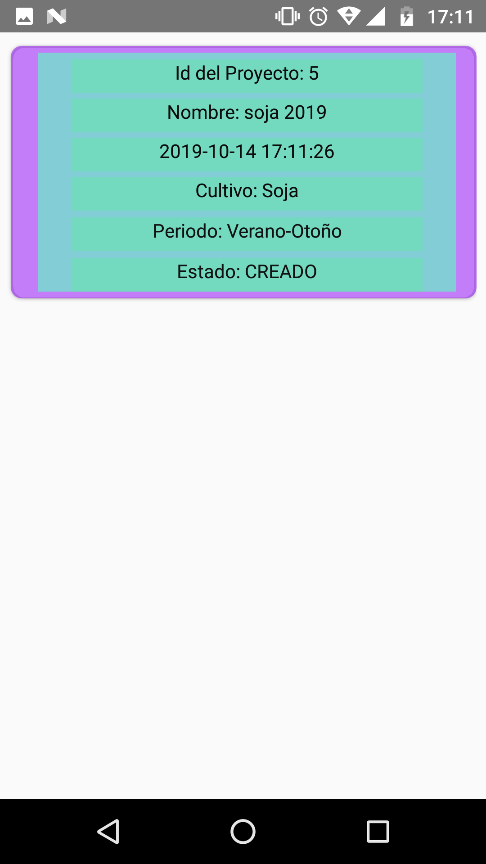 17:11
Id del Proyecto: 5
Nombre: soja 2019
2019-10-14 17:11:26
Cultivo: Soja
Periodo: Verano-Otoño
Estado: CREADO